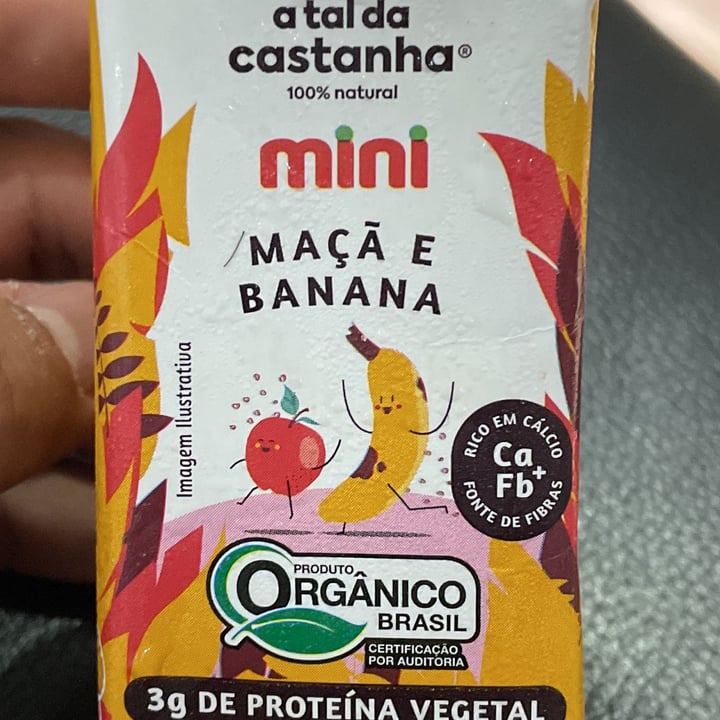 a tal da
castanha®
100% natural
mini
MAÇÃ E
BANANA
Imagem Ilustrativa
RICO EM CÁLCIO
Ca
+
Fb
FONTE DE FIBRAS
PRODUTO
ORGÂNICO
BRASIL
CERTIFICAÇÃO
POR AUDITORIA
3g DE PROTEÍNA VEGETAL